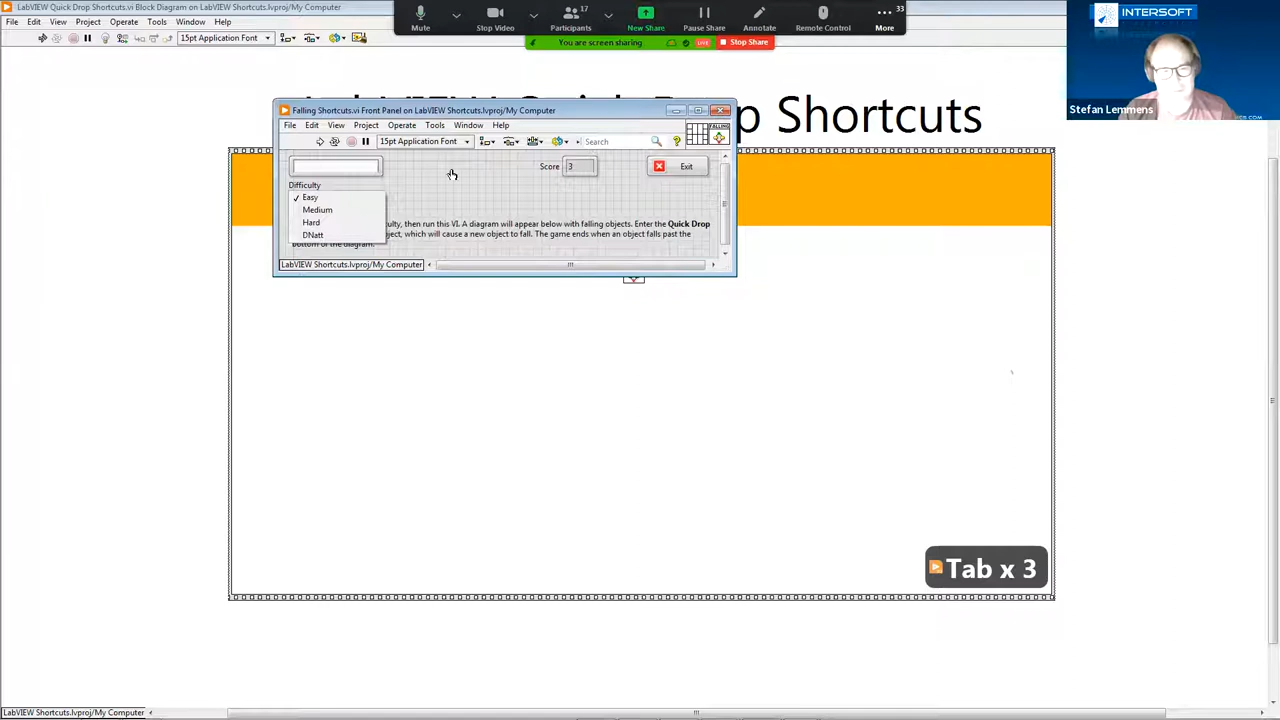 LabVIEW Quick Drop Shortcuts.vi Block Diagram on LabVIEW Shortcuts.lvproj/My Computer
File Edit View Project Operate Tools Window Help
15pt Application Font
Mute
Stop Video
17
Participants
New Share
Pause Share
Annotate
Remote Control
33
More
You are screen sharing
LIVE
Stop Share
INTERSOFT
Stefan Lemmens
p Shortcuts
Falling Shortcuts.vi Front Panel on LabVIEW Shortcuts.lvproj/My Computer
File Edit View Project Operate Tools Window Help
15pt Application Font
Search
FALLING
Score 3
Exit
Difficulty
Easy
Medium
Hard
DNatt
culty, then run this VI. A diagram will appear below with falling objects. Enter the Quick Drop
ject, which will cause a new object to fall. The game ends when an object falls past the
bottom of the diagram.
LabVIEW Shortcuts.lvproj/My Computer
Tab x 3
LabVIEW Shortcuts.lvproj/My Computer